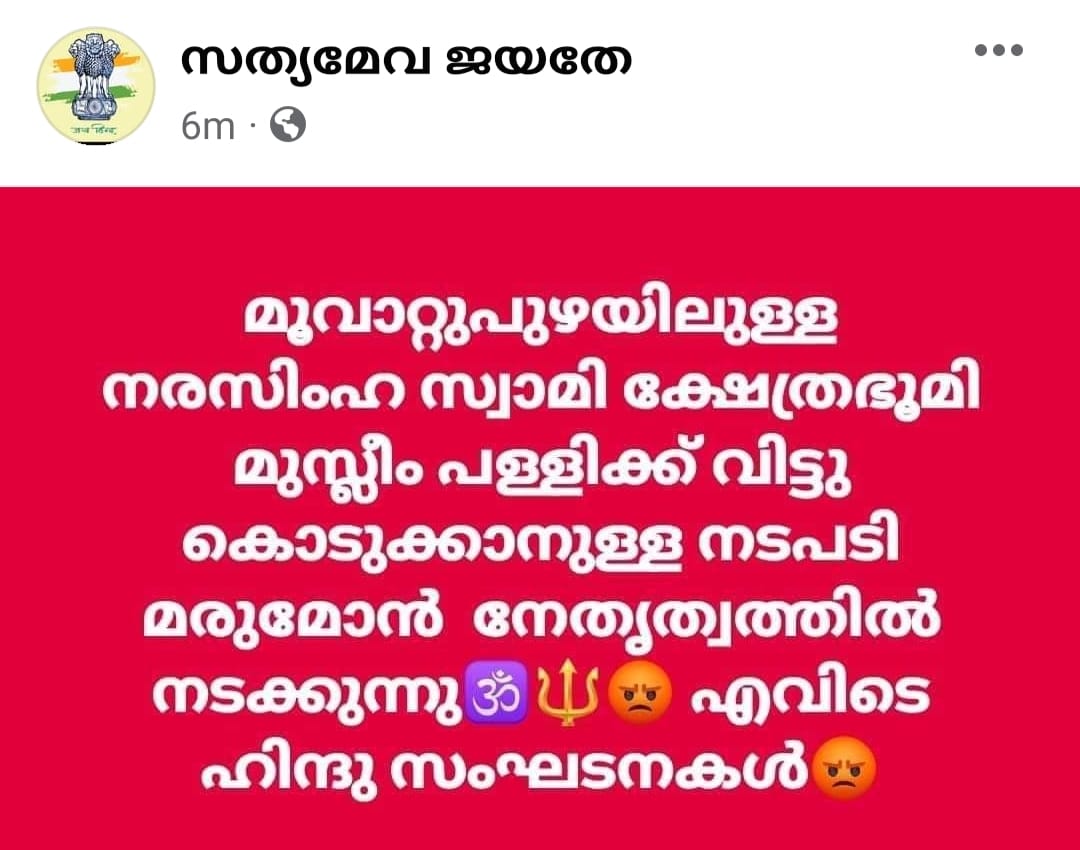 സത്യമേവ ജയതേ
6m ·
മൂവാറ്റുപുഴയിലുള്ള
നരസിംഹ സ്വാമി ക്ഷേത്രഭൂമി
മുസ്ലീം പള്ളിക്ക് വിട്ടു
കൊടുക്കാനുള്ള നടപടി
മരുമോൻ നേതൃത്വത്തിൽ
നടക്കുന്നു🕉️🔱😡 എവിടെ
ഹിന്ദു സംഘടനകൾ😡